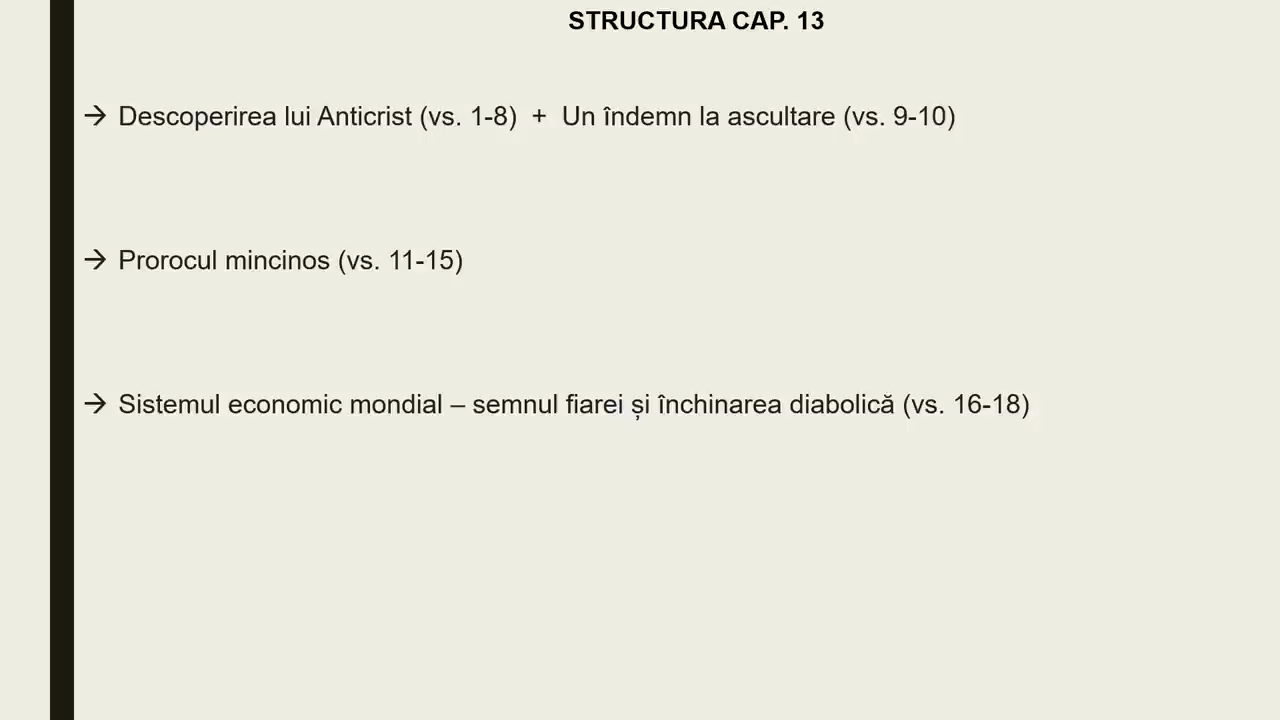 STRUCTURA CAP. 13
→ Descoperirea lui Anticrist (vs. 1-8) + Un îndemn la ascultare (vs. 9-10)
→ Prorocul mincinos (vs. 11-15)
→ Sistemul economic mondial – semnul fiarei și închinarea diabolică (vs. 16-18)